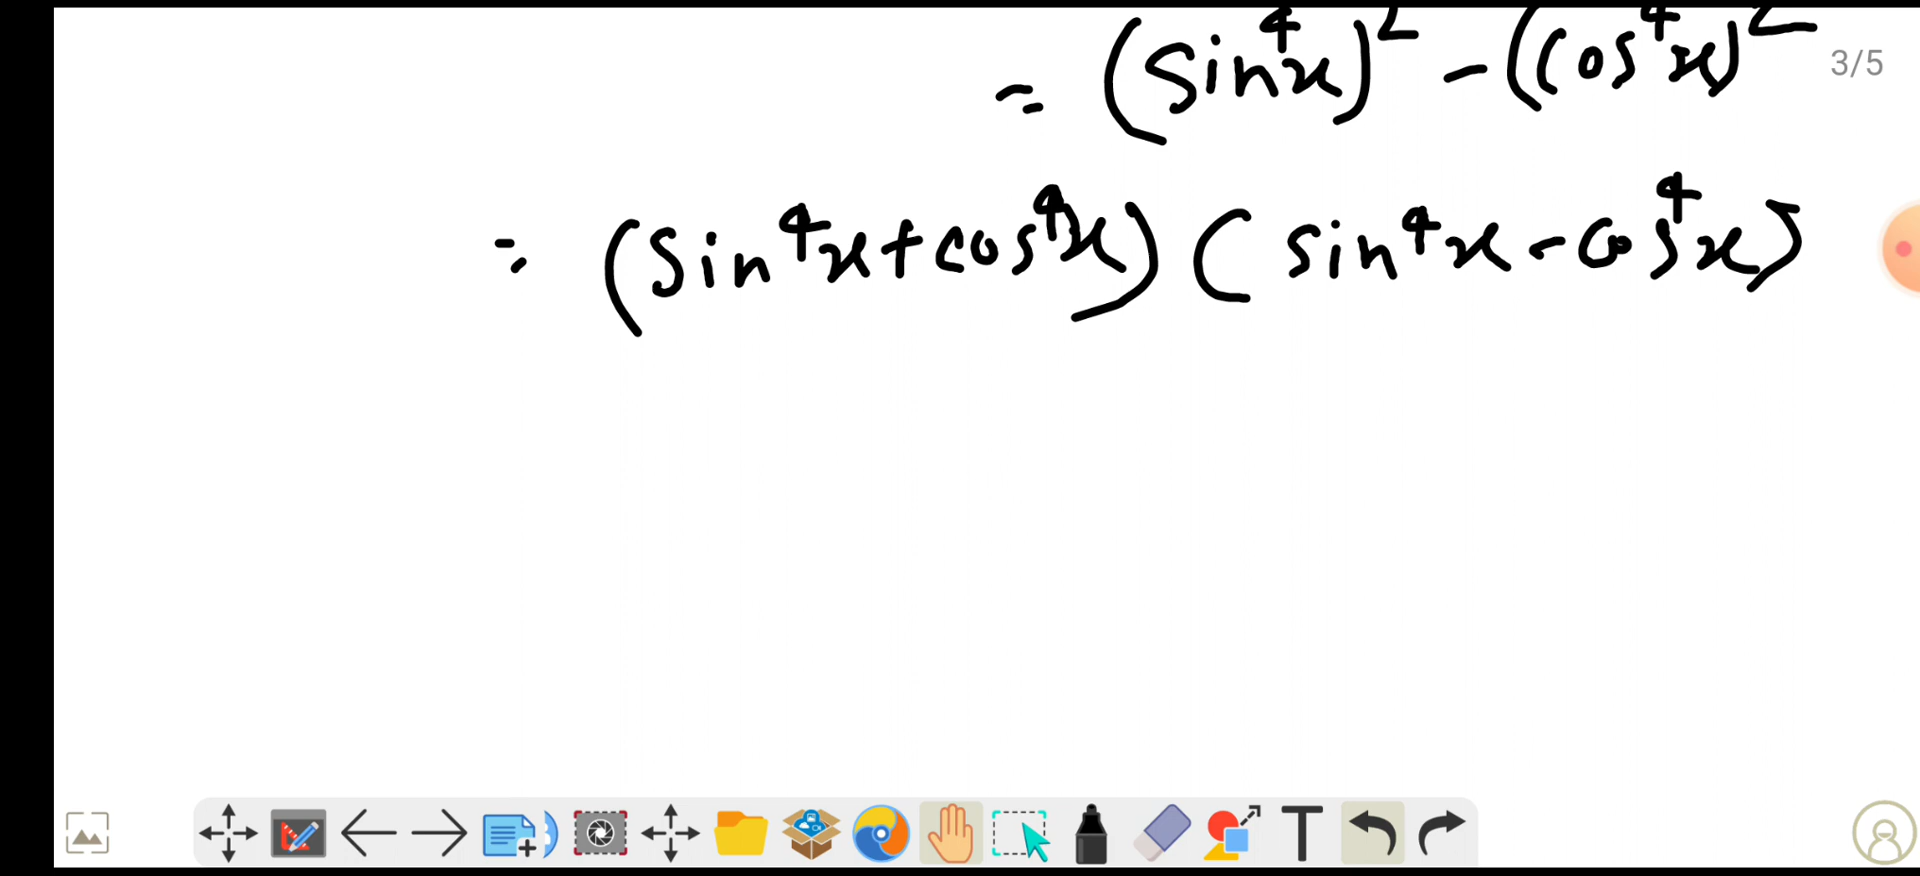 = (sin⁴x)² - (cos⁴x)²
3/5
= (sin⁴x + cos⁴x) (sin⁴x - cos⁴x)
T